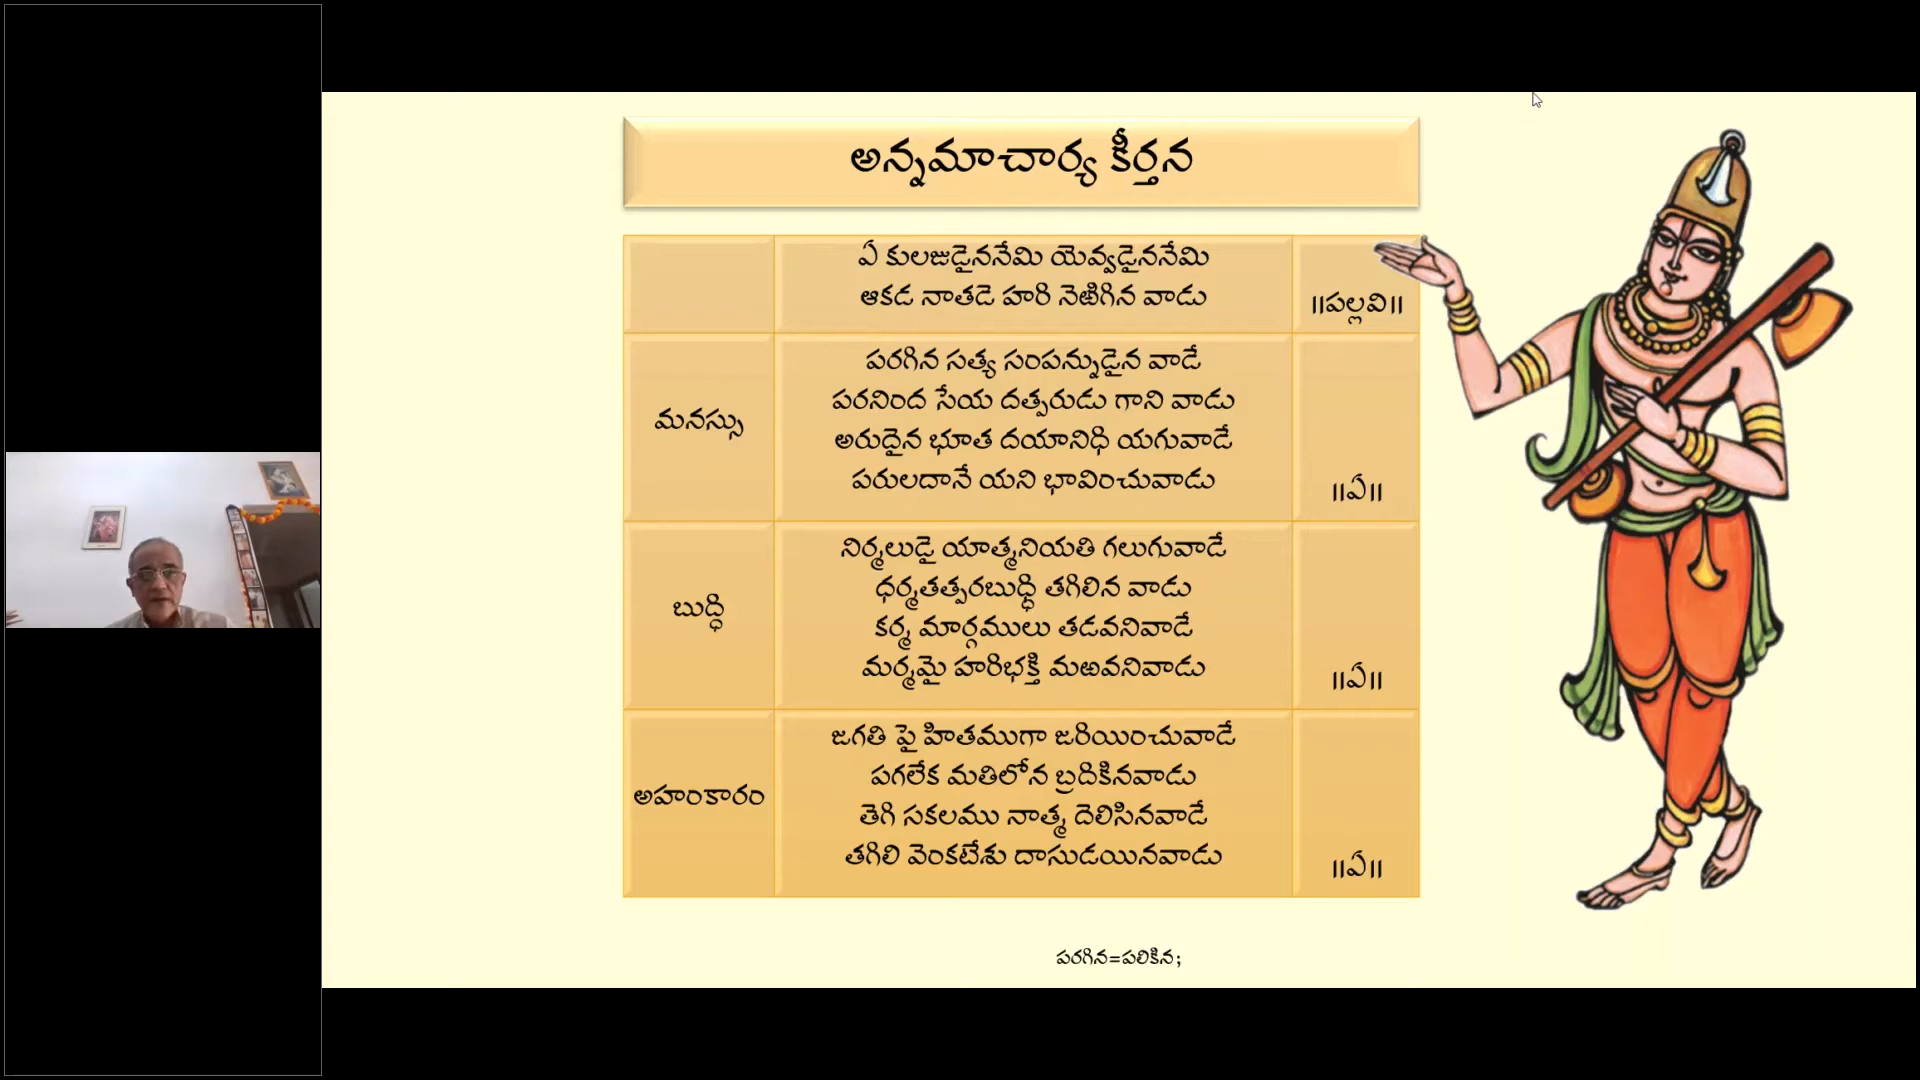 అన్నమాచార్య కీర్తన
ఏ కులజుడైననేమి యెవ్వడైననేమి
ఆకడ నాతడె హరి నెఱిగిన వాడు
॥పల్లవి॥
మనస్సు
పరగిన సత్య సంపన్నుడైన వాడే
పరనింద సేయ దత్పరుడు గాని వాడు
అరుదైన భూత దయానిధి యగువాడే
పరులదానే యని భావించువాడు
॥ఏ॥
బుద్ధి
నిర్మలుడై యాత్మనియతి గలుగువాడే
ధర్మతత్పరబుద్ధి తగిలిన వాడు
కర్మ మార్గములు తడవనివాడే
మర్మమై హరిభక్తి మఱవనివాడు
॥ఏ॥
అహంకారం
జగతి పై హితముగా జరియించువాడే
పగలేక మతిలోన బ్రదికినవాడు
తెగి సకలము నాత్మ దెలిసినవాడే
తగిలి వెంకటేశు దాసుడయినవాడు
॥ఏ॥
పరగిన=పలికిన;